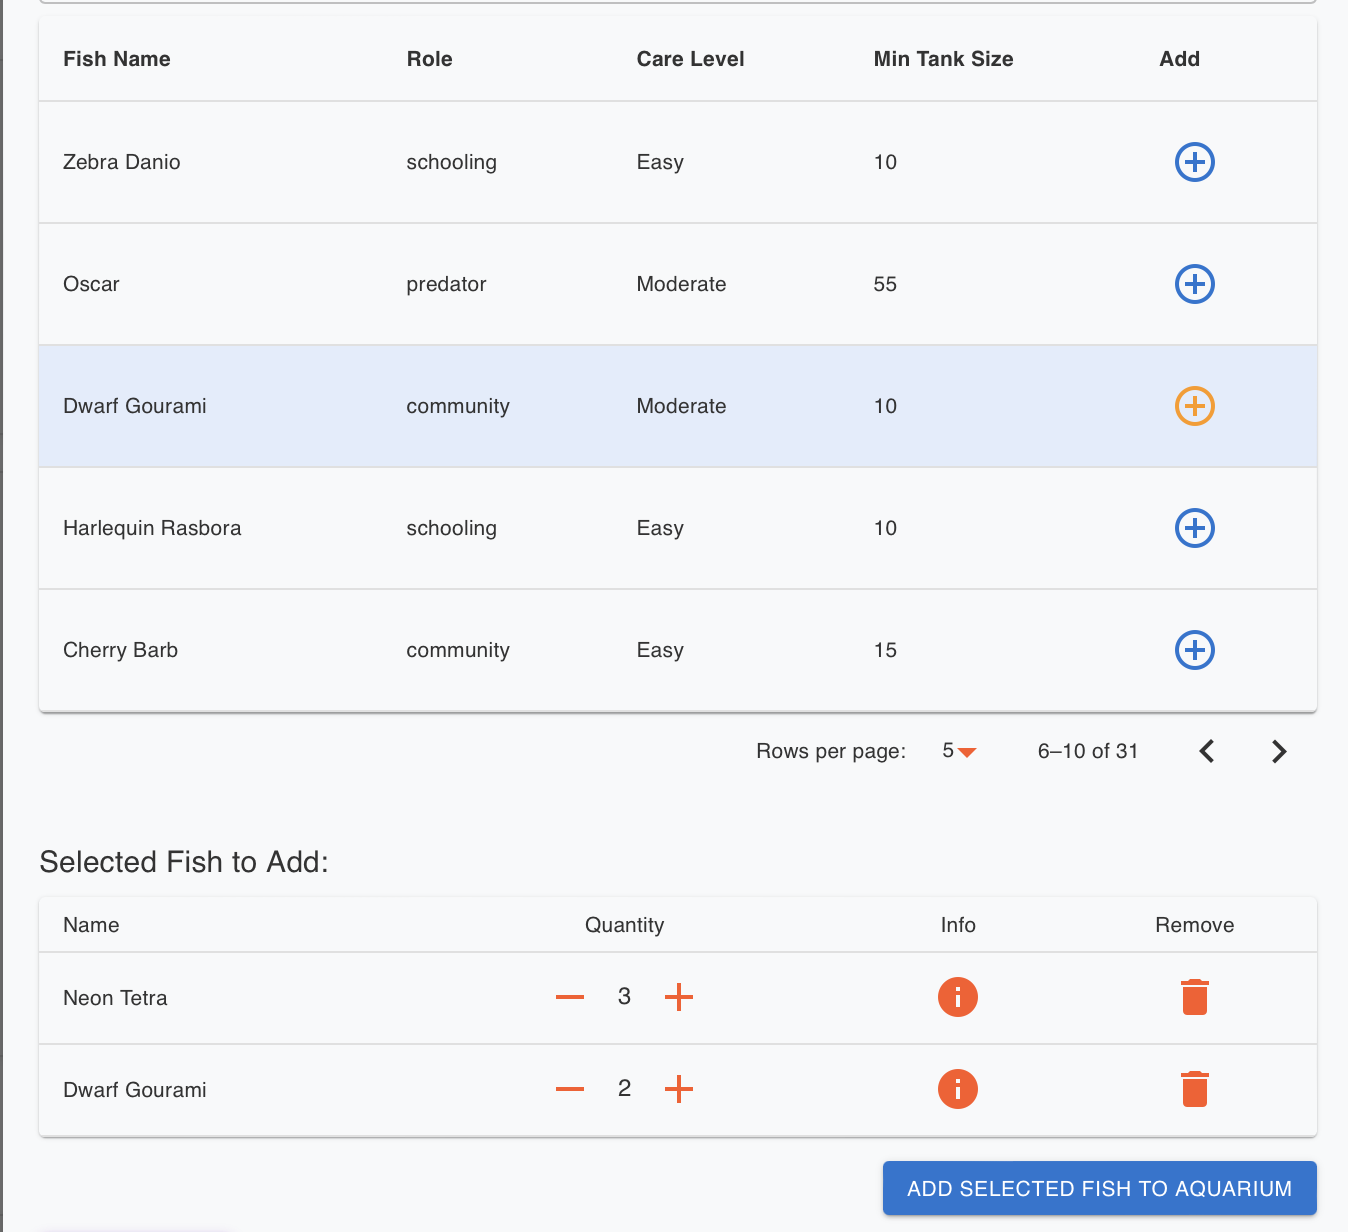 Fish Name Role Care Level Min Tank Size Add
Zebra Danio schooling Easy 10
Oscar predator Moderate 55
Dwarf Gourami community Moderate 10
Harlequin Rasbora schooling Easy 10
Cherry Barb community Easy 15
Rows per page: 5 6–10 of 31
Selected Fish to Add:
Name Quantity Info Remove
Neon Tetra 3
Dwarf Gourami 2
ADD SELECTED FISH TO AQUARIUM